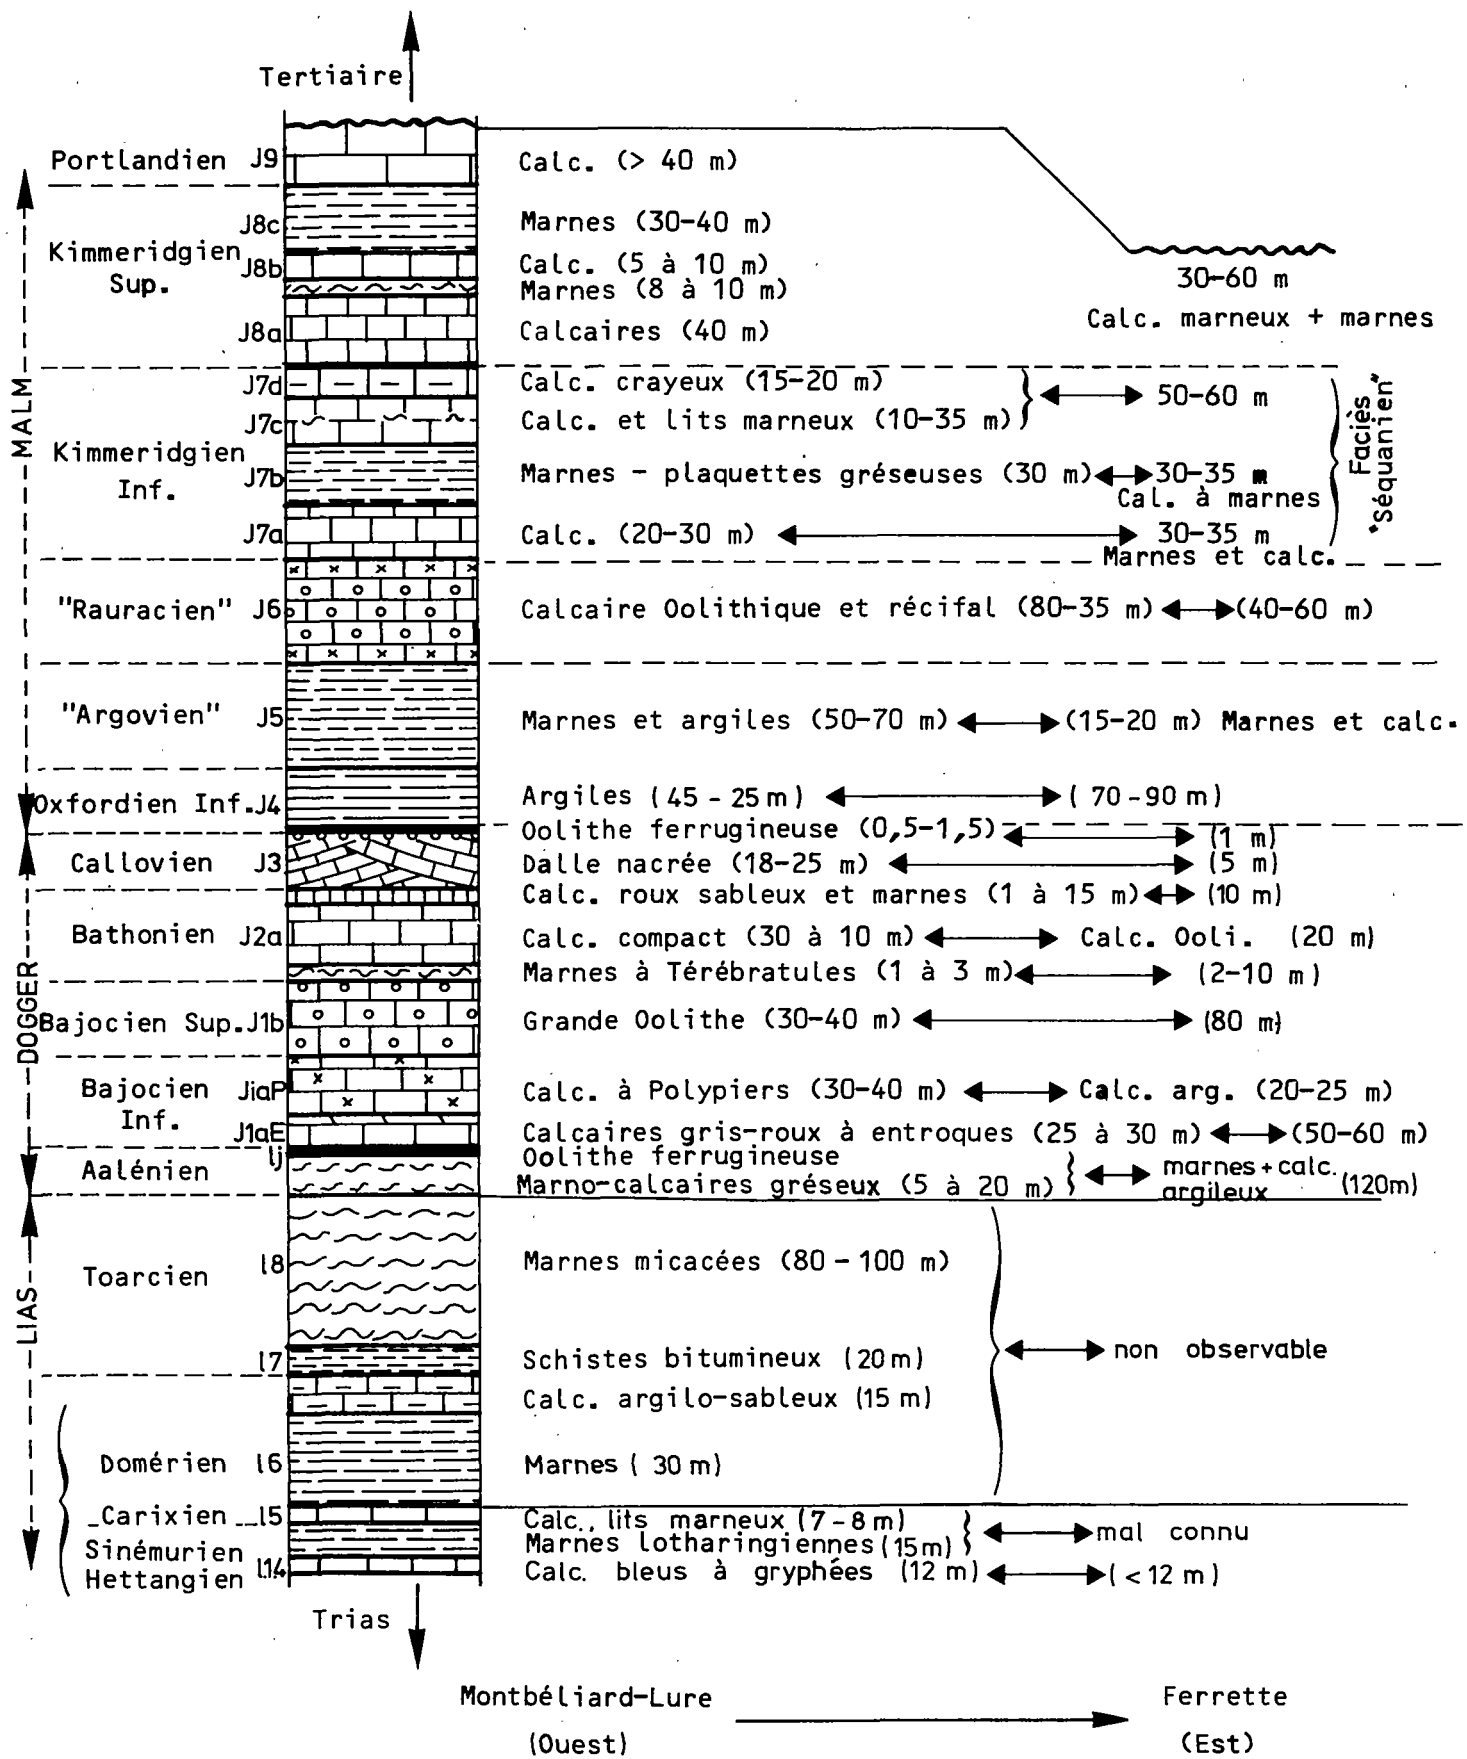 Tertiaire
Portlandien J9 Calc. (> 40 m)
J8c Marnes (30-40 m)
Kimmeridgien
Sup.
J8b Calc. (5 à 10 m)
Marnes (8 à 10 m)
30-60 m
Calc. marneux + marnes
J8a Calcaires (40 m)
MALM
J7d Calc. crayeux (15-20 m)
50-60 m
J7c Calc. et lits marneux (10-35 m)
Kimmeridgien
Inf.
J7b Marnes - plaquettes gréseuses (30 m) 30-35 m
Cal. à marnes
J7a Calc. (20-30 m) 30-35 m
Marnes et calc.
Faciès
"Séquanien"
"Rauracien" J6 Calcaire Oolithique et récifal (80-35 m) (40-60 m)
"Argovien" J5 Marnes et argiles (50-70 m) (15-20 m) Marnes et calc.
Oxfordien Inf. J4 Argiles (45-25 m) (70-90 m)
Oolithe ferrugineuse (0,5-1,5) (1 m)
Callovien J3 Dalle nacrée (18-25 m) (5 m)
Calc. roux sableux et marnes (1 à 15 m) (10 m)
Bathonien J2a Calc. compact (30 à 10 m) Calc. Ooli. (20 m)
Marnes à Térébratules (1 à 3 m) (2-10 m)
DOGGER
Bajocien Sup. J1b Grande Oolithe (30-40 m) (80 m)
Bajocien
Inf.
JiaP Calc. à Polypiers (30-40 m) Calc. arg. (20-25 m)
J1aE Calcaires gris-roux à entroques (25 à 30 m) (50-60 m)
lj Oolithe ferrugineuse
Aalénien
Marno-calcaires gréseux (5 à 20 m) marnes + calc.
argileux (120m)
LIAS
Toarcien l8 Marnes micacées (80-100 m)
l7 Schistes bitumineux (20 m)
non observable
Calc. argilo-sableux (15 m)
Domérien l6 Marnes (30 m)
Carixien l5 Calc., lits marneux (7-8 m)
Marnes lotharingiennes (15m) mal connu
Sinémurien
Hettangien l14 Calc. bleus à gryphées (12 m) (<12 m)
Trias
Montbéliard-Lure Ferrette
(Ouest) (Est)